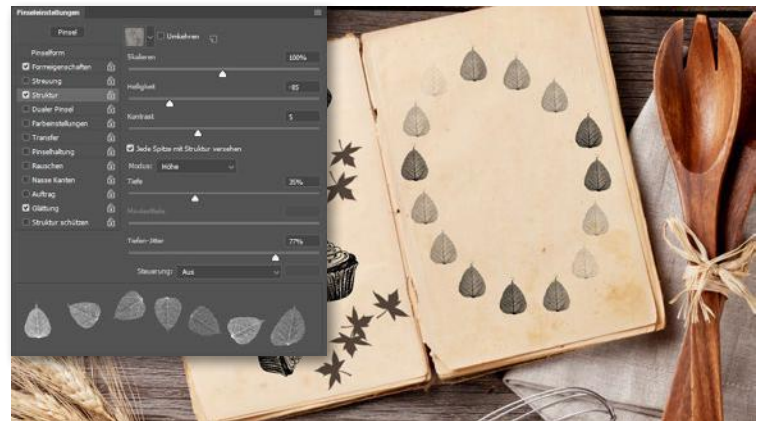 Pinseleinstellungen
Pinsel
Umkehren
Pinselform
Formeigenschaften
Streuung
Struktur
Dualer Pinsel
Farbeinstellungen
Transfer
Pinselhaltung
Rauschen
Nasse Kanten
Auftrag
Glättung
Struktur schützen
Skalieren 100%
Helligkeit -85
Kontrast 5
Jede Spitze mit Struktur versehen
Modus: Höhe
Tiefe 35%
Mindesttiefe
Tiefen-Jitter 77%
Steuerung: Aus